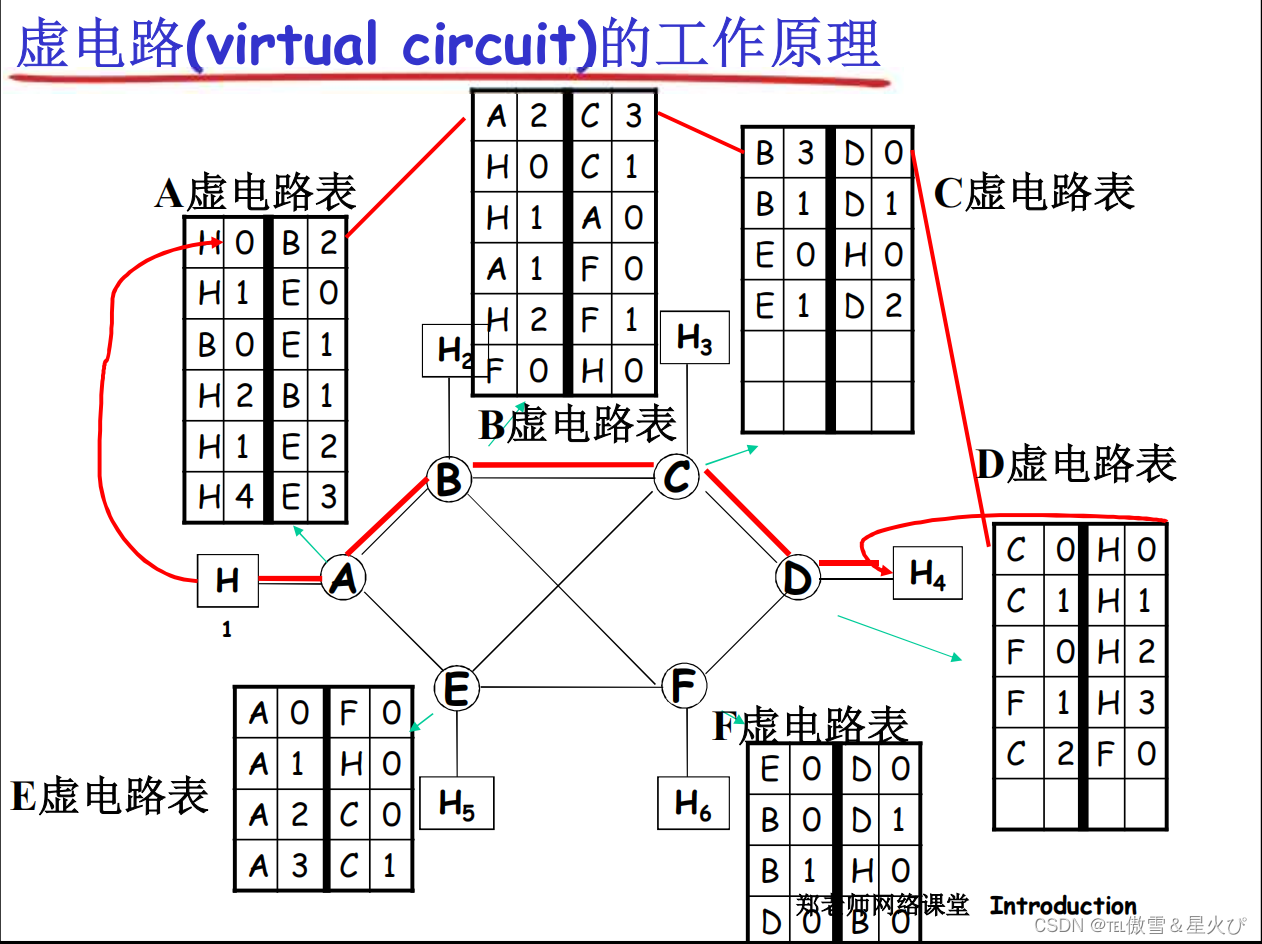 虚电路(virtual circuit)的工作原理
A虚电路表
H 0 B 2
H 1 E 0
B 0 E 1
H 2 B 1
H 1 E 2
H 4 E 3
A 2 C 3
H 0 C 1
H 1 A 0
A 1 F 0
H 2 F 1
F 0 H 0
B虚电路表
B 3 D 0
B 1 D 1
E 0 H 0
E 1 D 2
C虚电路表
D虚电路表
C 0 H 0
C 1 H 1
F 0 H 2
F 1 H 3
C 2 F 0
H2
H3
B
C
H
1
A
D
H4
E
F
H5
H6
E虚电路表
A 0 F 0
A 1 H 0
A 2 C 0
A 3 C 1
F虚电路表
E 0 D 0
B 0 D 1
B 1 H 0
D 0 B 0
郑老师网络课堂 Introduction
CSDN @℡傲雪＆星火ぴ